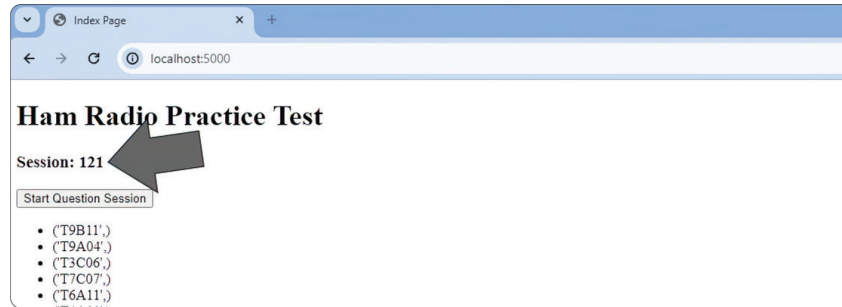 Index Page
localhost:5000
Ham Radio Practice Test
Session: 121
Start Question Session
('T9B11',)
('T9A04',)
('T3C06',)
('T7C07',)
('T6A11',)